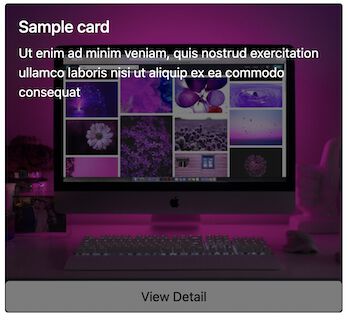 Sample card
Ut enim ad minim veniam, quis nostrud exercitation
ullamco laboris nisi ut aliquip ex ea commodo
consequat
View Detail